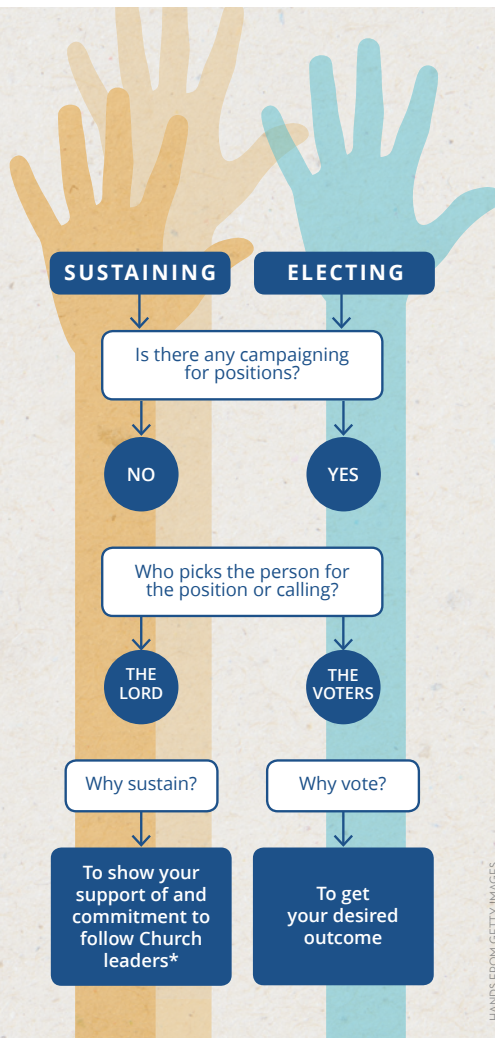 SUSTAINING
ELECTING
Is there any campaigning
for positions?
NO
YES
Who picks the person for
the position or calling?
THE
LORD
THE
VOTERS
Why sustain?
Why vote?
To show your
support of and
commitment to
follow Church
leaders*
To get
your desired
outcome
HANDS FROM GETTY IMAGES